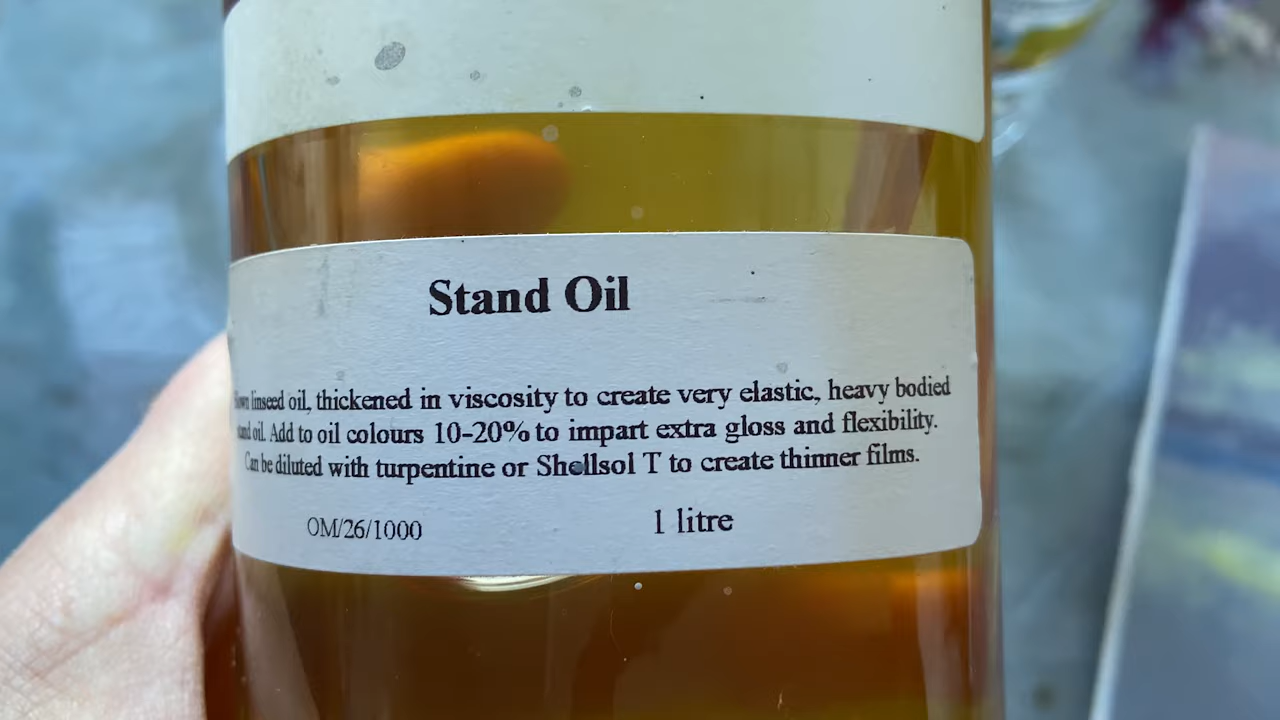 Stand Oil
linseed oil, thickened in viscosity to create very elastic, heavy bodied
oil. Add to oil colours 10-20% to impart extra gloss and flexibility.
Can be diluted with turpentine or Shellsol T to create thinner films.
OM/26/1000
1 litre